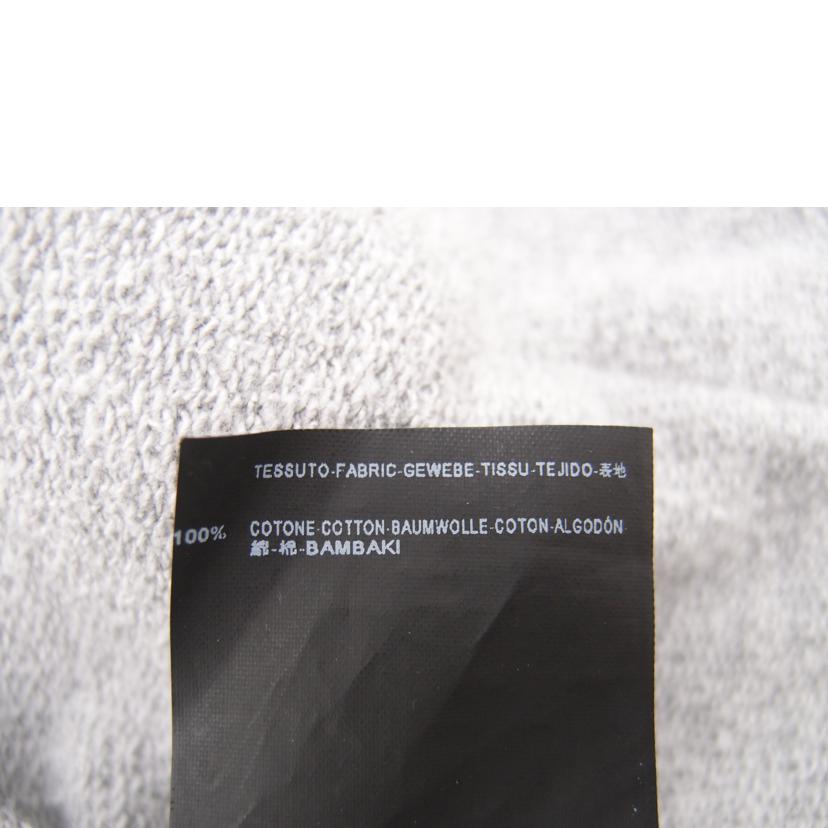 TESSUTO-FABRIC-GEWEBE-TISSU-TEJIDO-表地
100% COTONE-COTTON-BAUMWOLLE-COTON-ALGODÓN
綿-棉-BAMBAKI